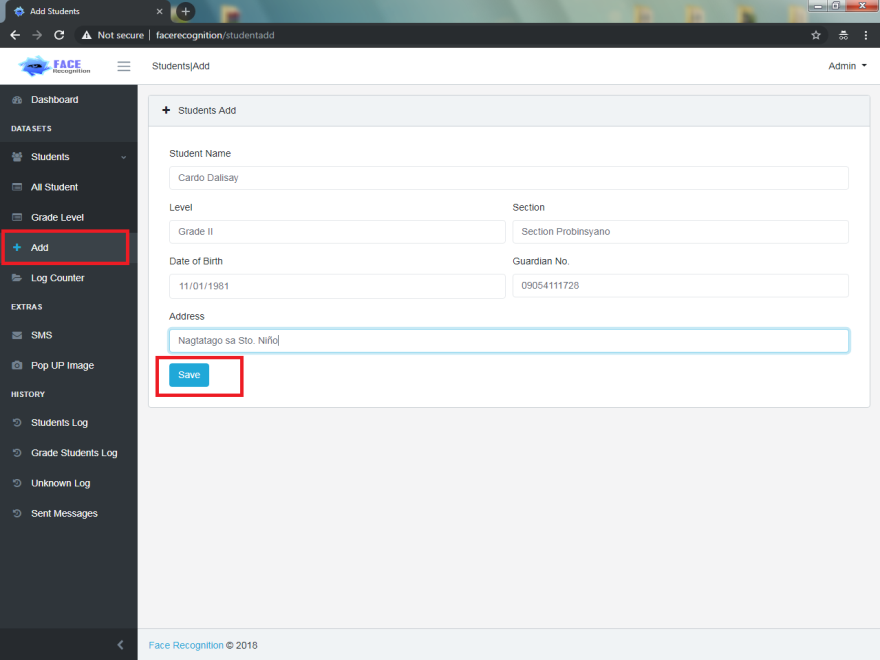 Add Students
Not secure | facerecognition/studentadd
FACE
Recognition
Students|Add
Admin
Dashboard
DATASETS
Students
All Student
Grade Level
Add
Log Counter
EXTRAS
SMS
Pop UP Image
HISTORY
Students Log
Grade Students Log
Unknown Log
Sent Messages
Students Add
Student Name
Cardo Dalisay
Level
Section
Grade II
Section Probinsyano
Date of Birth
Guardian No.
11/01/1981
09054111728
Address
Nagtatago sa Sto. Niño
Save
Face Recognition © 2018